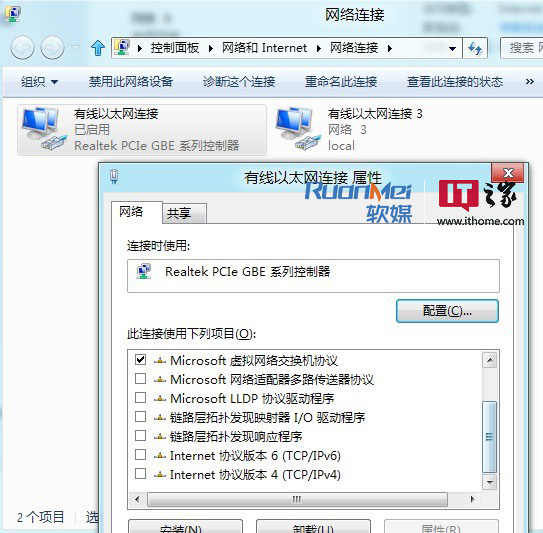 网络连接
控制面板 网络和 Internet 网络连接
搜索 网
组织 禁用此网络设备 诊断这个连接 重命名此连接 查看此连接的状态 »
有线以太网连接
已启用
Realtek PCIe GBE 系列控制器
有线以太网连接 3
网络 3
local
有线以太网连接 属性
RuanMei
软媒
IT之家
www.ithome.com
网络 共享
连接时使用:
Realtek PCIe GBE 系列控制器
配置(C)...
此连接使用下列项目(O):
Microsoft 虚拟网络交换机协议
Microsoft 网络适配器多路传送器协议
Microsoft LLDP 协议驱动程序
链路层拓扑发现映射器 I/O 驱动程序
链路层拓扑发现响应程序
Internet 协议版本 6 (TCP/IPv6)
Internet 协议版本 4 (TCP/IPv4)
2 个项目 选
安装(N)... 卸载(U) 属性(R)